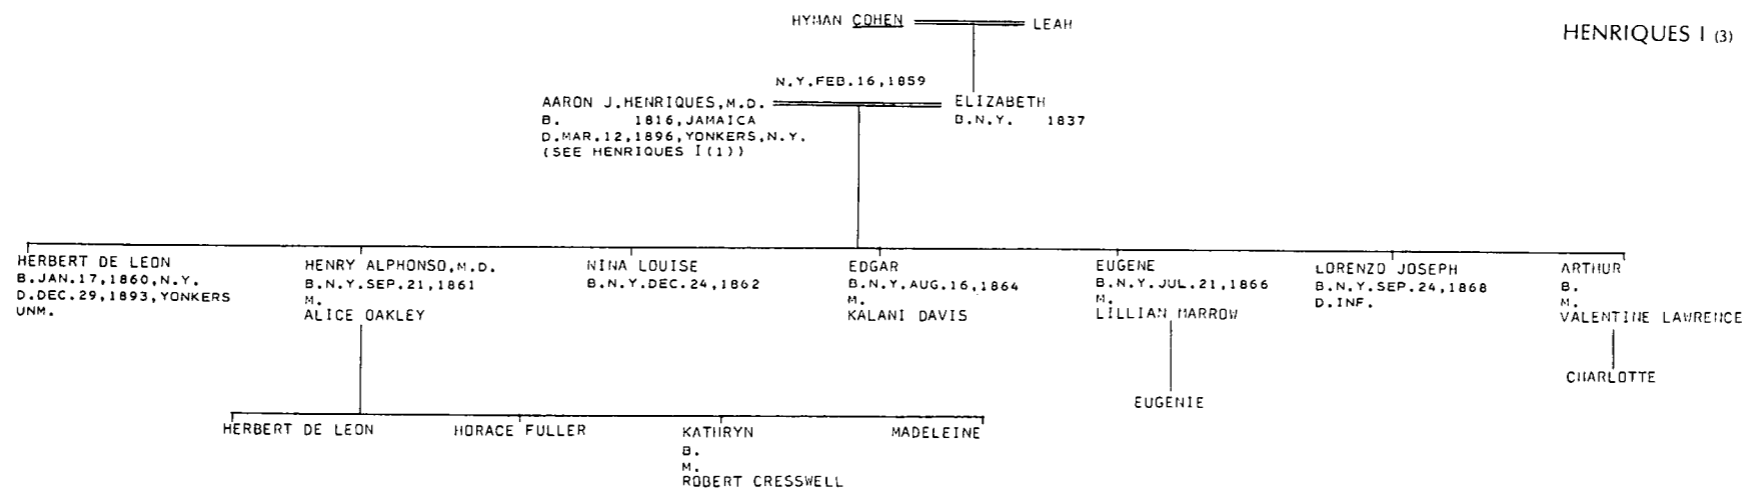 HYMAN COHEN LEAH
HENRIQUES I (3)
N.Y.FEB.16,1859
AARON J.HENRIQUES,M.D.
B. 1816,JAMAICA
D.MAR.12,1896,YONKERS,N.Y.
(SEE HENRIQUES I(1))
ELIZABETH
B.N.Y. 1837
HERBERT DE LEON
B.JAN.17,1860,N.Y.
D.DEC.29,1893,YONKERS
UNM.
HENRY ALPHONSO,M.D.
B.N.Y.SEP.21,1861
M.
ALICE OAKLEY
NINA LOUISE
B.N.Y.DEC.24,1862
EDGAR
B.N.Y.AUG.16,1864
M.
KALANI DAVIS
EUGENE
B.N.Y.JUL.21,1866
M.
LILLIAN MARROW
LORENZO JOSEPH
B.N.Y.SEP.24,1868
D.INF.
ARTHUR
B.
M.
VALENTINE LAWRENCE
CHARLOTTE
EUGENIE
HERBERT DE LEON
HORACE FULLER
KATHRYN
B.
M.
ROBERT CRESSWELL
MADELEINE